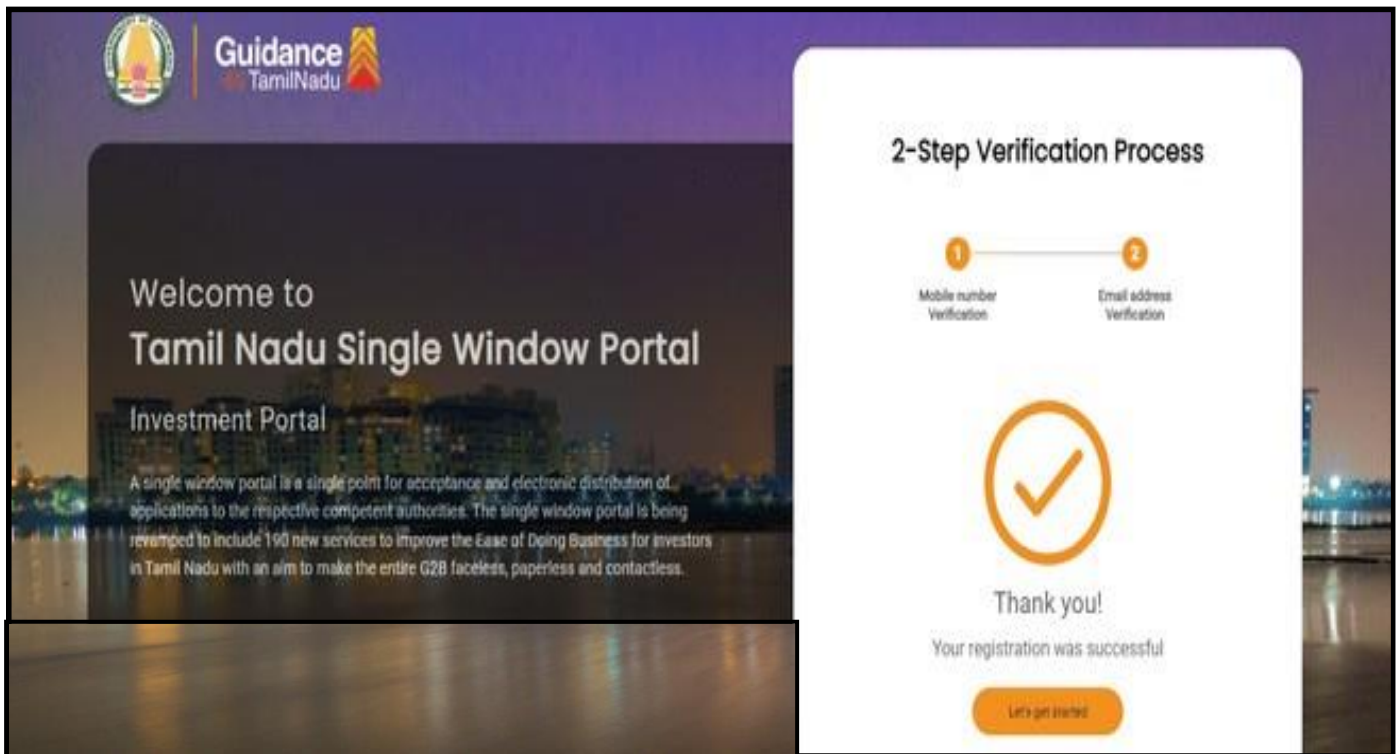 Guidance
TamilNadu
Welcome to
Tamil Nadu Single Window Portal
Investment Portal
A single window portal is a single point for acceptance and electronic distribution of
applications to the respective competent authorities. The single window portal is being
revamped to include 190 new services to improve the Ease of Doing Business for investors
in Tamil Nadu with an aim to make the entire G2B faceless, paperless and contactless.
2-Step Verification Process
1
2
Mobile number
Verification
Email address
Verification
Thank you!
Your registration was successful
Let's get started